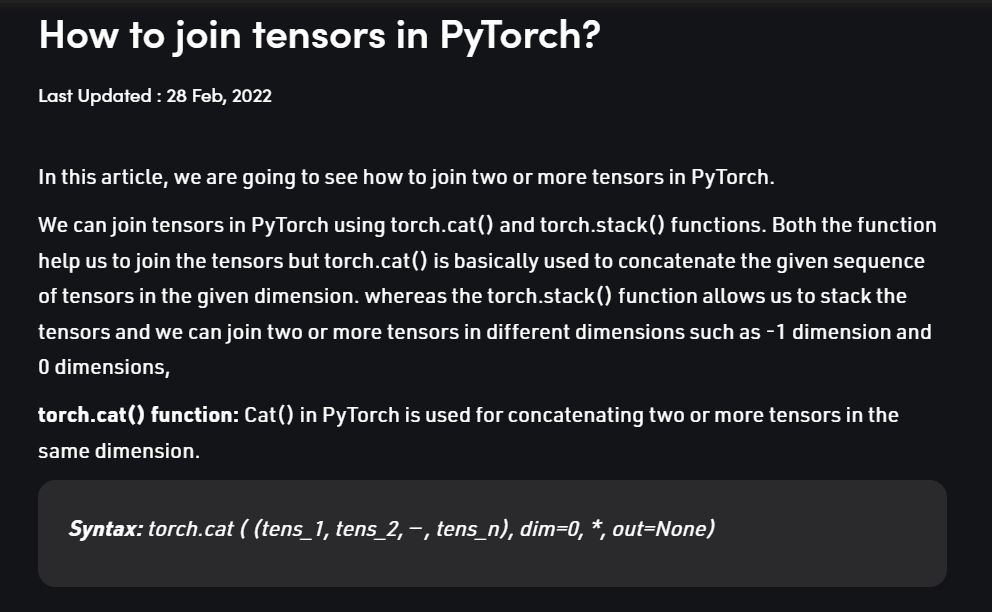 How to join tensors in PyTorch?
Last Updated : 28 Feb, 2022
In this article, we are going to see how to join two or more tensors in PyTorch.
We can join tensors in PyTorch using torch.cat() and torch.stack() functions. Both the function
help us to join the tensors but torch.cat() is basically used to concatenate the given sequence
of tensors in the given dimension. whereas the torch.stack() function allows us to stack the
tensors and we can join two or more tensors in different dimensions such as -1 dimension and
0 dimensions,
torch.cat() function: Cat() in PyTorch is used for concatenating two or more tensors in the
same dimension.
Syntax: torch.cat ( (tens_1, tens_2, —, tens_n), dim=0, *, out=None)